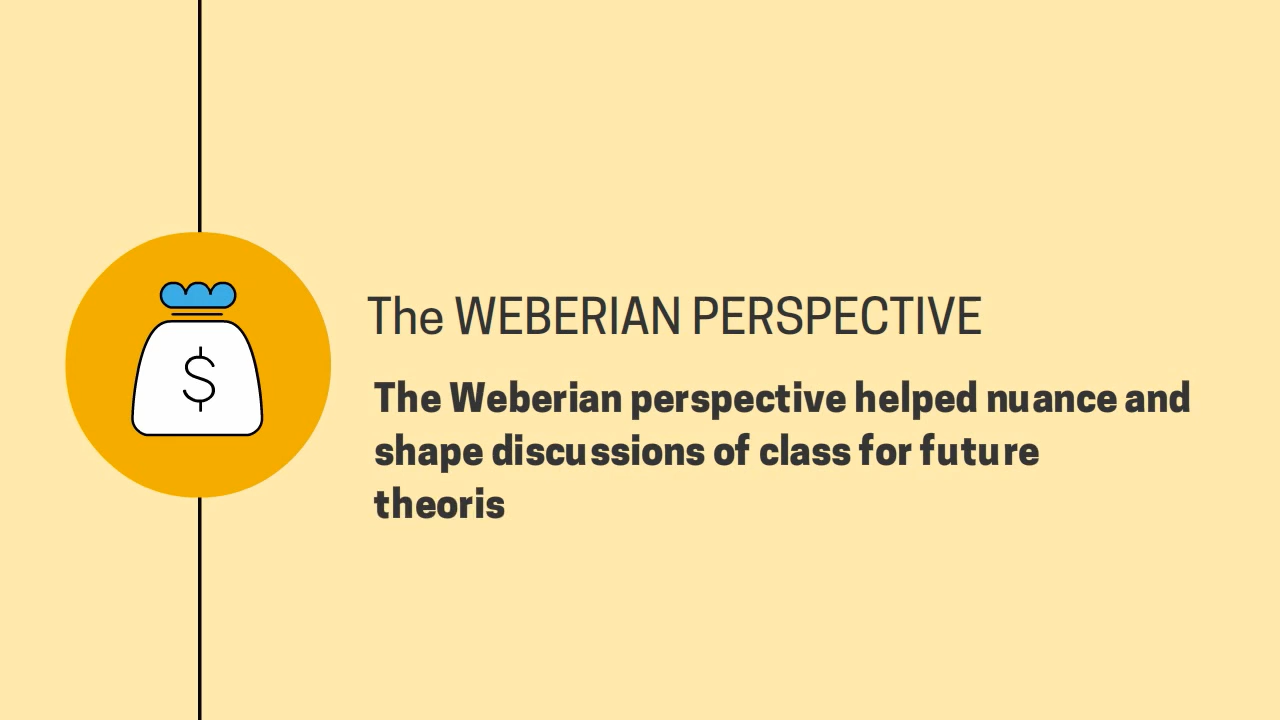 $
The WEBERIAN PERSPECTIVE
The Weberian perspective helped nuance and
shape discussions of class for future
theoris